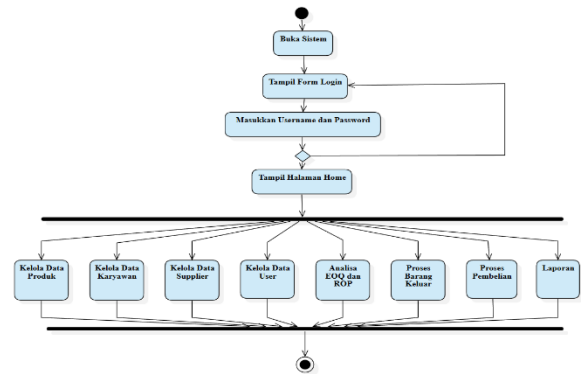 Buka Sistem
Tampil Form Login
Masukkan Username dan Password
Tampil Halaman Home
Kelola Data
Produk
Kelola Data
Karyawan
Kelola Data
Supplier
Kelola Data
User
Analisa
EOQ dan
ROP
Proses
Barang
Keluar
Proses
Pembelian
Laporan